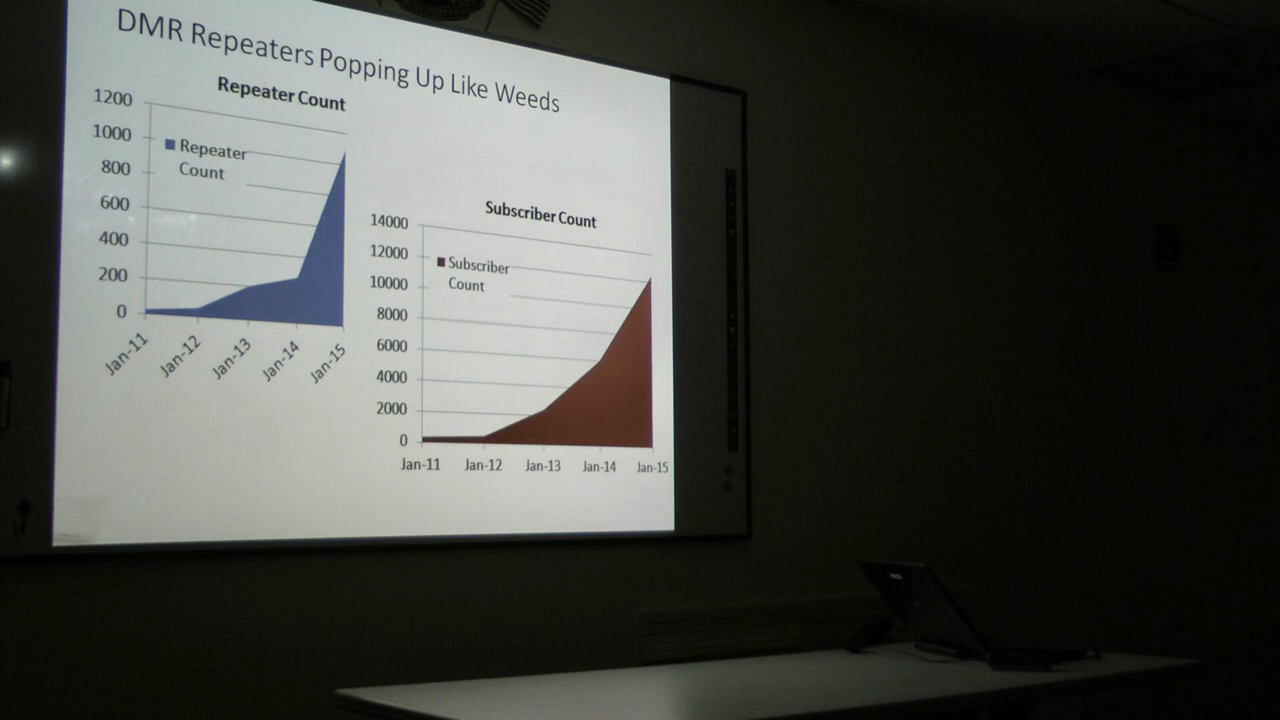 DMR Repeaters Popping Up Like Weeds
Repeater Count
1200
1000
800
600
400
200
0
Repeater
Count
Jan-11
Jan-12
Jan-13
Jan-14
Jan-15
Subscriber Count
14000
12000
10000
8000
6000
4000
2000
0
Subscriber
Count
Jan-11
Jan-12
Jan-13
Jan-14
Jan-15